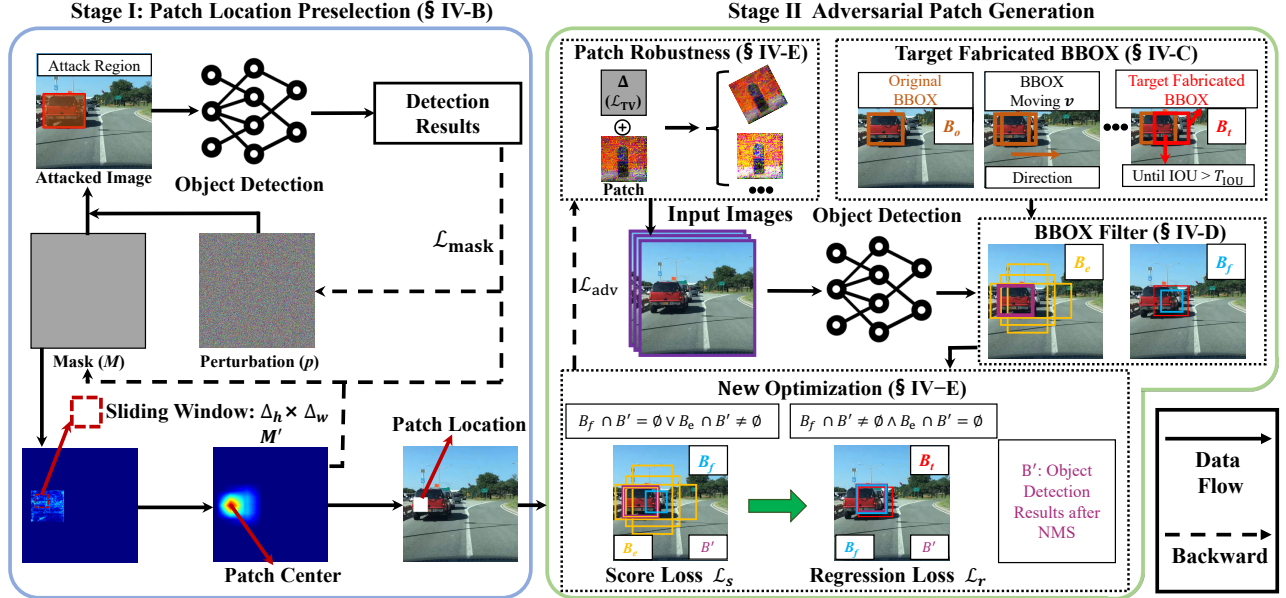 Stage I: Patch Location Preselection (§ IV-B)
Attack Region
Attacked Image
Object Detection
Detection
Results
ℒmask
Mask (M)
Perturbation (p)
Sliding Window: Δh × Δw
M′
Patch Location
Patch Center
Stage II Adversarial Patch Generation
Patch Robustness (§ IV-E)
Δ
(ℒTV)
⊕
Patch
•••
Target Fabricated BBOX (§ IV-C)
Original
BBOX
Bo
BBOX
Moving v
Direction
•••
Target Fabricated
BBOX
Bt
Until IOU > TIOU
ℒadv
Input Images
Object Detection
BBOX Filter (§ IV-D)
Be
Bf
New Optimization (§ IV−E)
Bf ∩ B′ = ∅ ∨ Be ∩ B′ ≠ ∅
Bf ∩ B′ ≠ ∅ ∧ Be ∩ B′ = ∅
Bf
Be
B′
Score Loss ℒs
Bt
Bf
B′
Regression Loss ℒr
B′: Object
Detection
Results after
NMS
Data
Flow
Backward